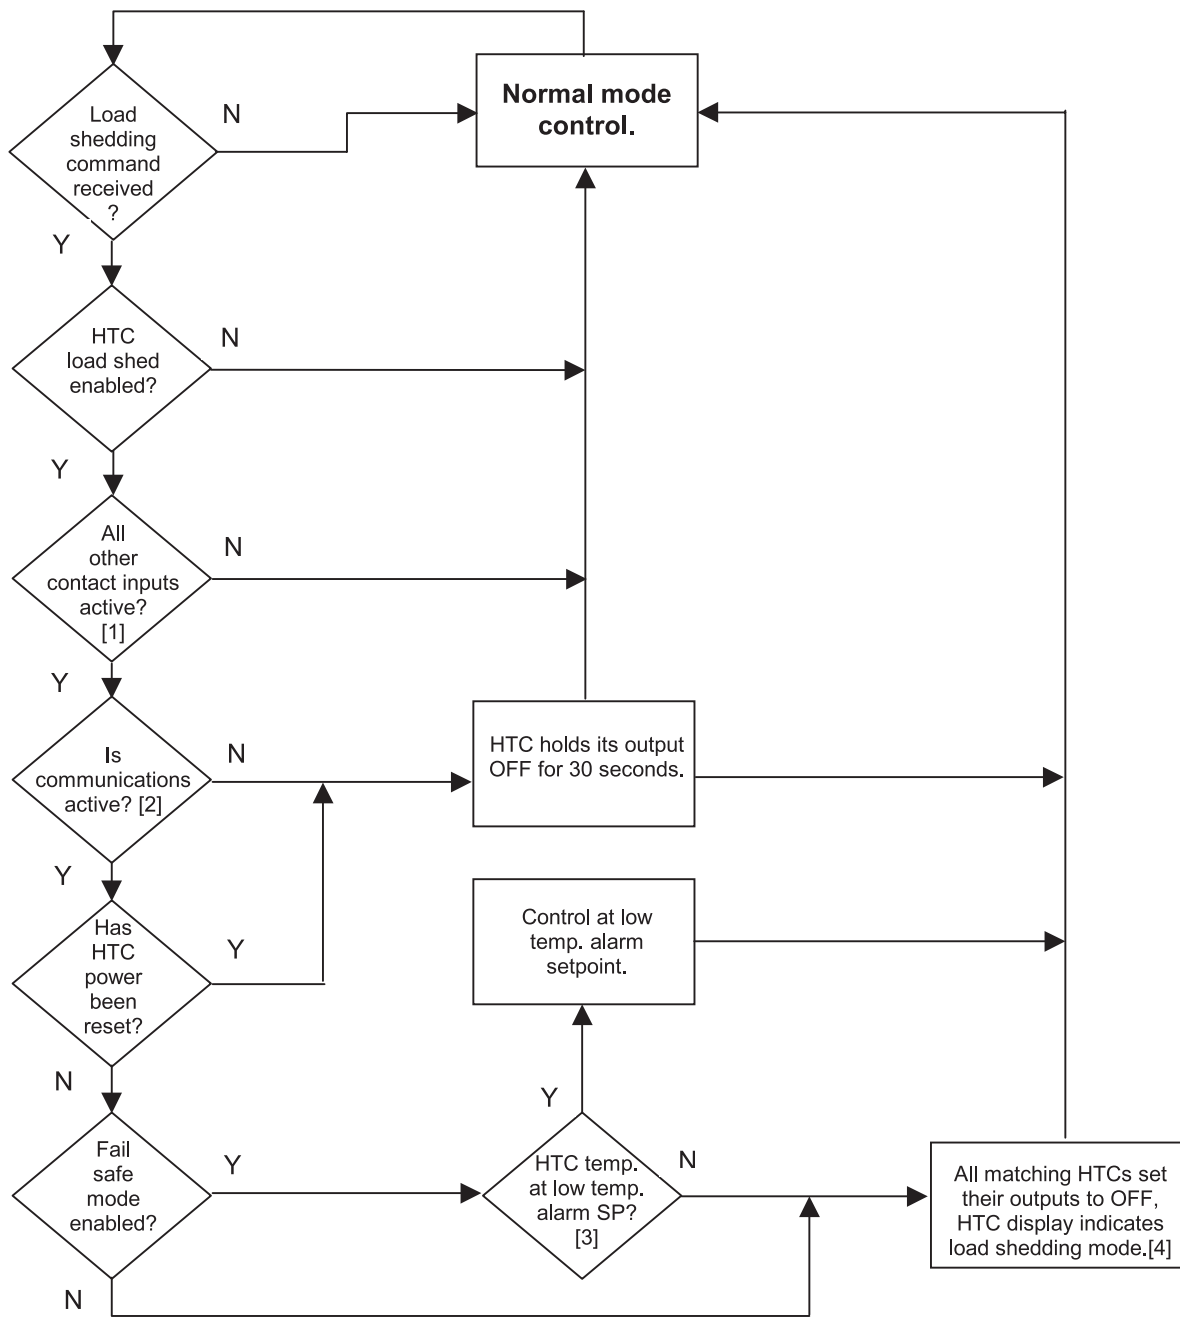 Normal mode
control.
Load
shedding
command
received
?
N
Y
HTC
load shed
enabled?
N
Y
All
other
contact inputs
active?
[1]
N
Y
Is
communications
active? [2]
N
HTC holds its output
OFF for 30 seconds.
Y
Has
HTC
power
been
reset?
Y
Control at low
temp. alarm
setpoint.
N
Y
Fail
safe
mode
enabled?
Y
HTC temp.
at low temp.
alarm SP?
[3]
N
All matching HTCs set
their outputs to OFF,
HTC display indicates
load shedding mode.[4]
N